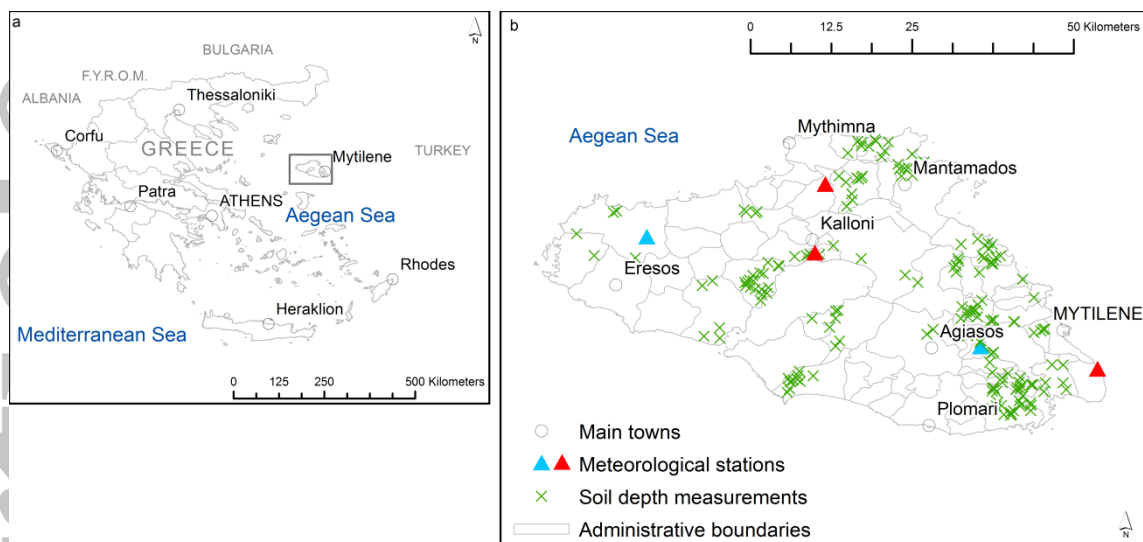 a
N
BULGARIA
F.Y.R.O.M.
ALBANIA
Thessaloniki
Corfu
GREECE
Mytilene
TURKEY
Patra
ATHENS
Aegean Sea
Rhodes
Heraklion
Mediterranean Sea
0 125 250 500 Kilometers
b
0 12.5 25 50 Kilometers
Aegean Sea
Mythimna
Mantamados
Kalloni
Eresos
MYTILENE
Agiasos
Plomari
Main towns
Meteorological stations
Soil depth measurements
Administrative boundaries
N